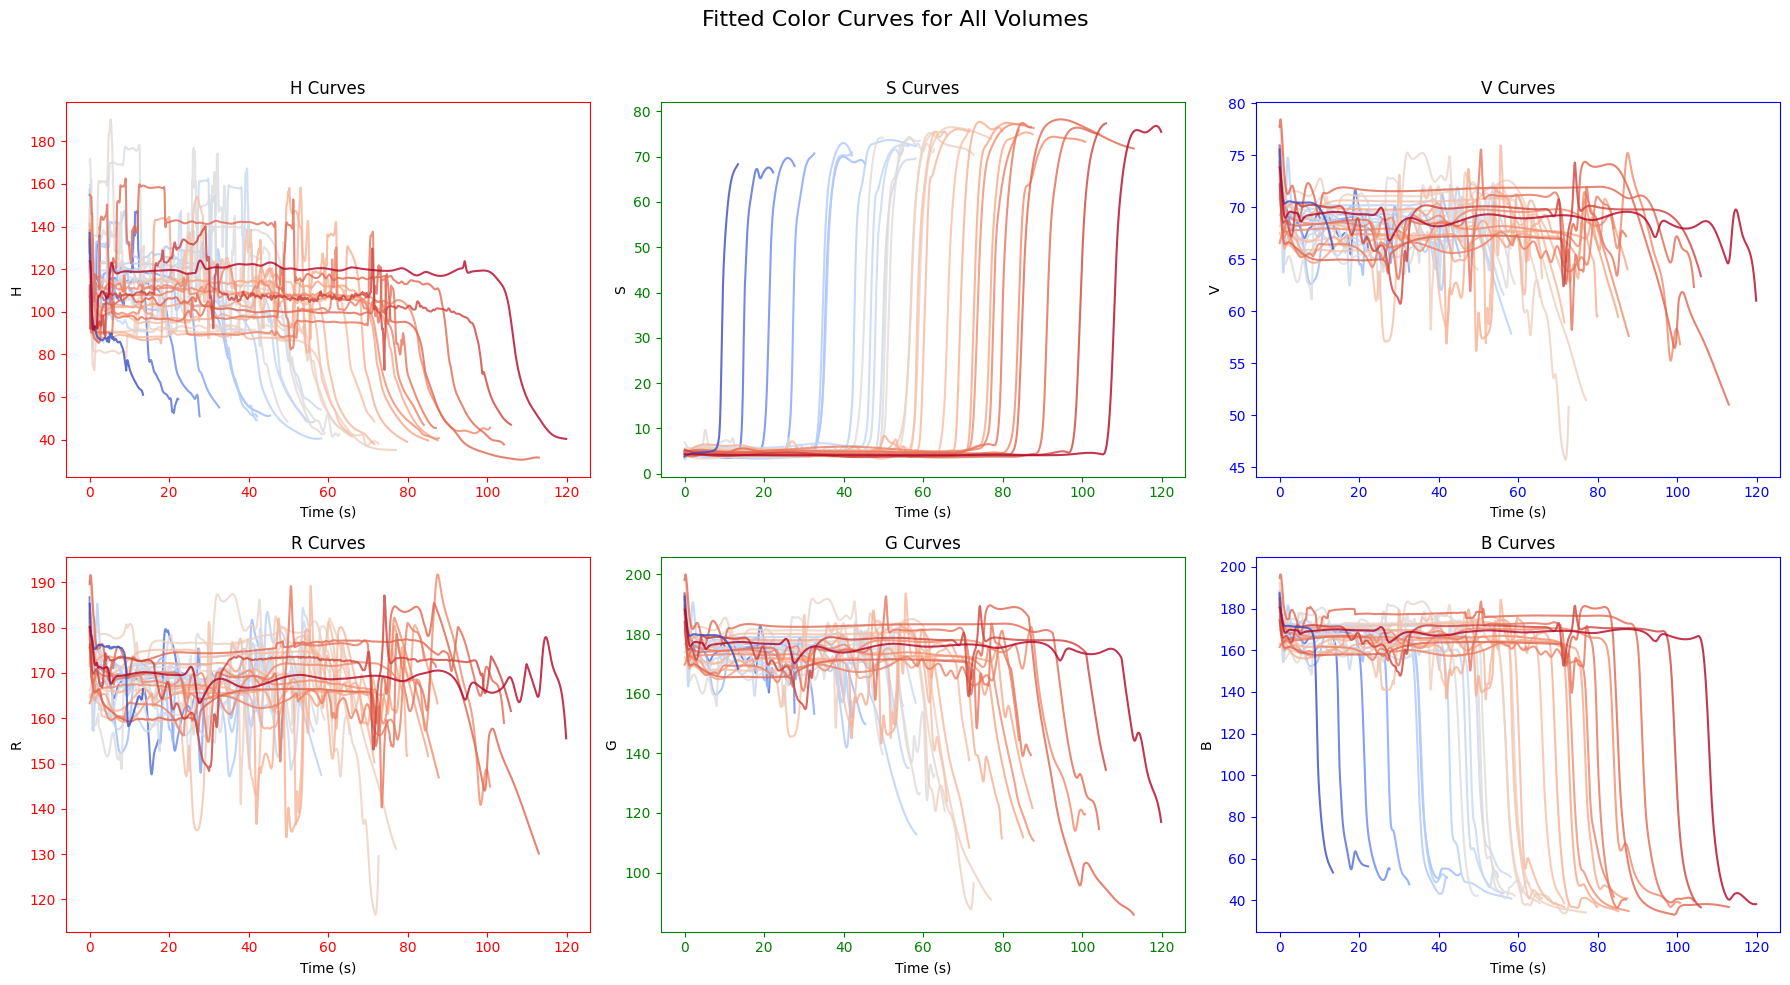 Fitted Color Curves for All Volumes
H Curves
180
160
140
120
100
80
60
40
H
0 20 40 60 80 100 120
Time (s)
S Curves
80
70
60
50
40
30
20
10
0
S
0 20 40 60 80 100 120
Time (s)
V Curves
80
75
70
65
60
55
50
45
V
0 20 40 60 80 100 120
Time (s)
R Curves
190
180
170
160
150
140
130
120
R
0 20 40 60 80 100 120
Time (s)
G Curves
200
180
160
140
120
100
G
0 20 40 60 80 100 120
Time (s)
B Curves
200
180
160
140
120
100
80
60
40
B
0 20 40 60 80 100 120
Time (s)